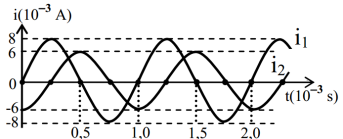 i(10⁻³ A)
8
i₁
6
i₂
0
t(10⁻³ s)
-6
-8
0,5
1,0
1,5
2,0